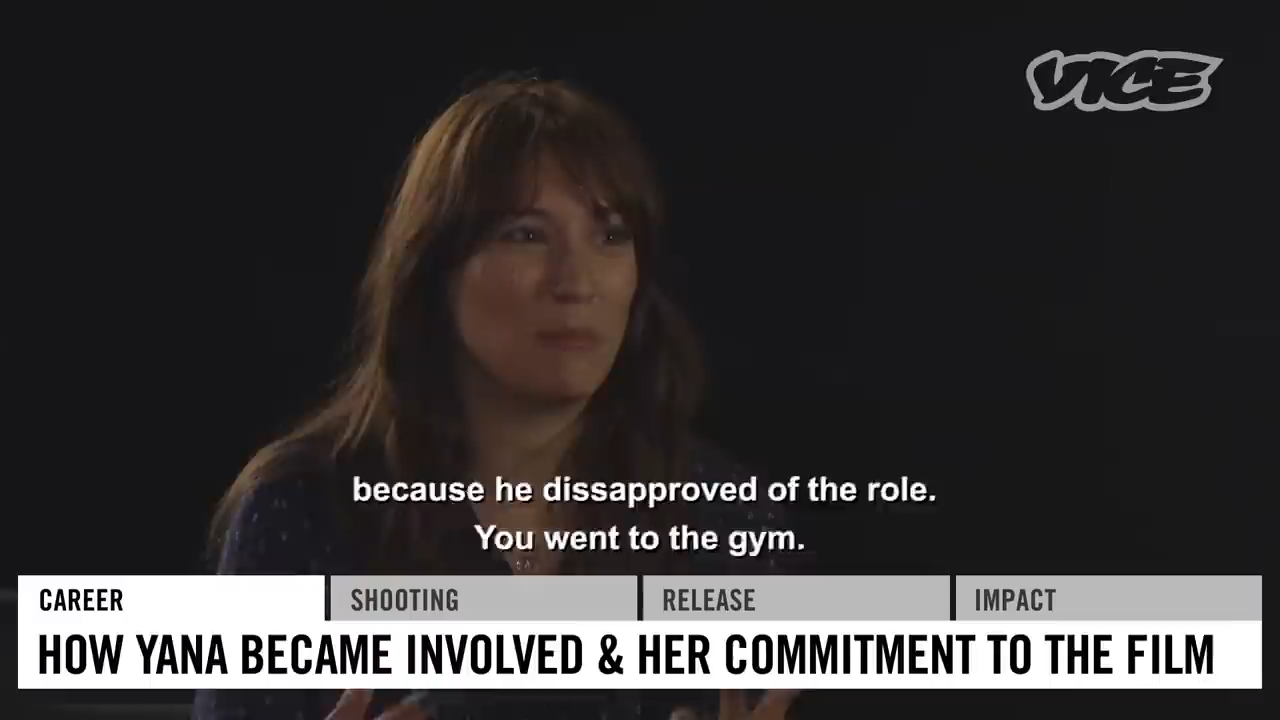 VICE
because he dissapproved of the role.
You went to the gym.
CAREER
SHOOTING
RELEASE
IMPACT
HOW YANA BECAME INVOLVED & HER COMMITMENT TO THE FILM